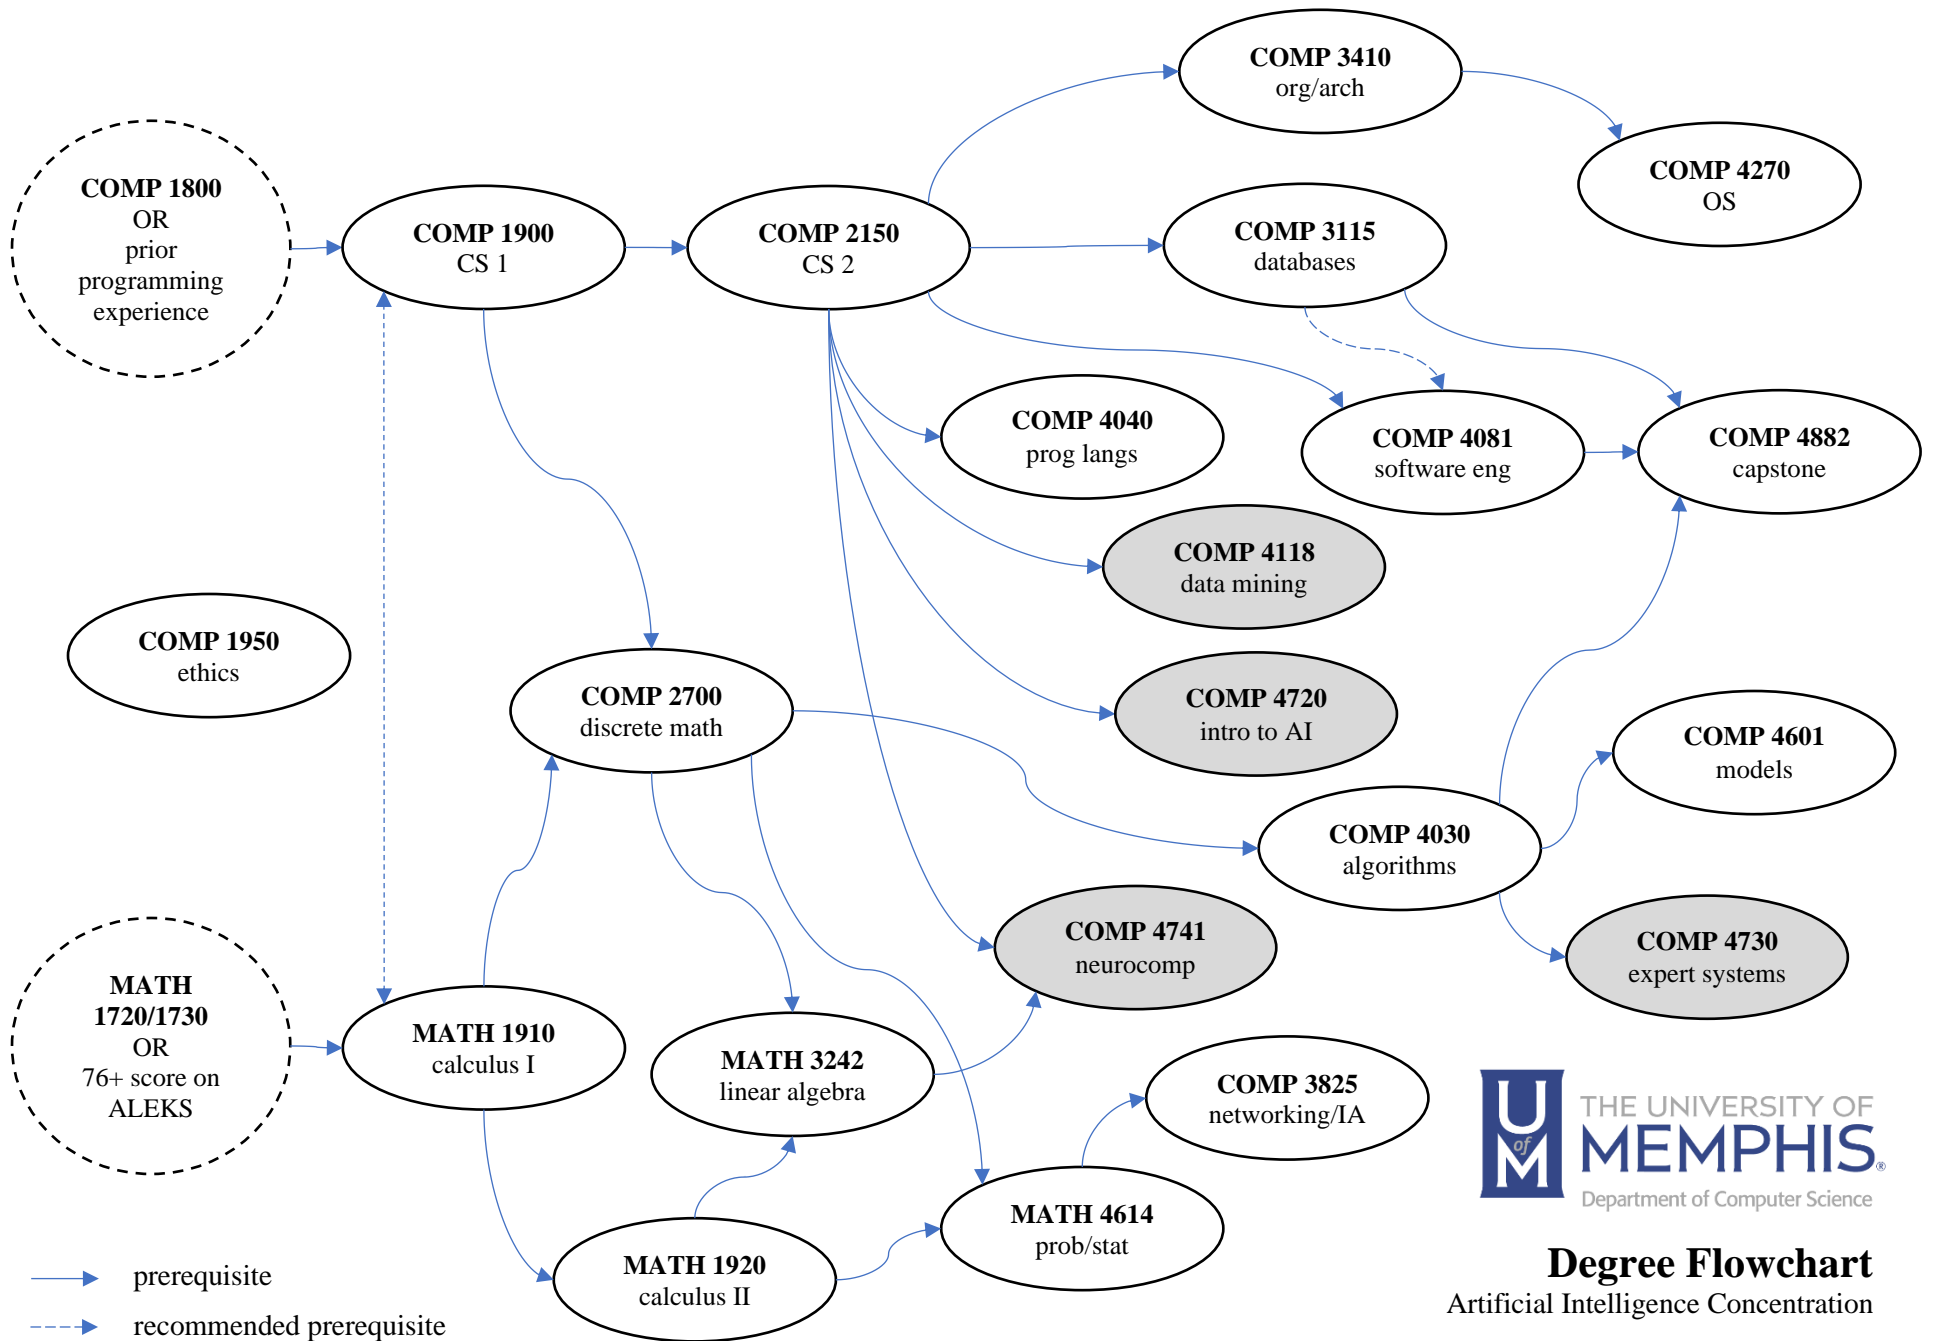 COMP 3410
org/arch
COMP 4270
OS
COMP 1800
OR
prior
programming
experience
COMP 1900
CS 1
COMP 2150
CS 2
COMP 3115
databases
COMP 4040
prog langs
COMP 4081
software eng
COMP 4882
capstone
COMP 4118
data mining
COMP 1950
ethics
COMP 2700
discrete math
COMP 4720
intro to AI
COMP 4601
models
COMP 4030
algorithms
COMP 4741
neurocomp
COMP 4730
expert systems
MATH
1720/1730
OR
76+ score on
ALEKS
MATH 1910
calculus I
MATH 3242
linear algebra
COMP 3825
networking/IA
MATH 1920
calculus II
MATH 4614
prob/stat
U
of
M
THE UNIVERSITY OF
MEMPHIS®
Department of Computer Science
Degree Flowchart
Artificial Intelligence Concentration
prerequisite
recommended prerequisite